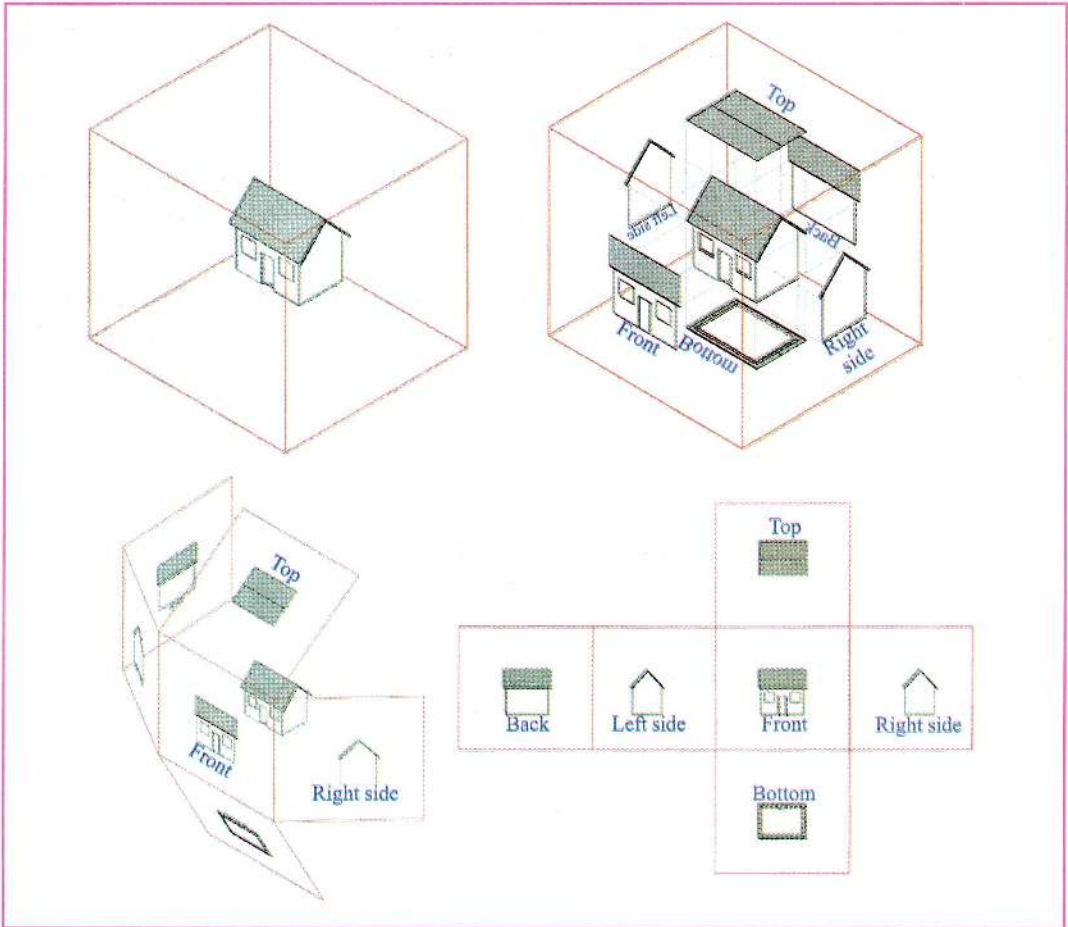 Top
Left side
Back
Front
Bottom
Right
side
Top
Front
Right side
Top
Back
Left side
Front
Right side
Bottom